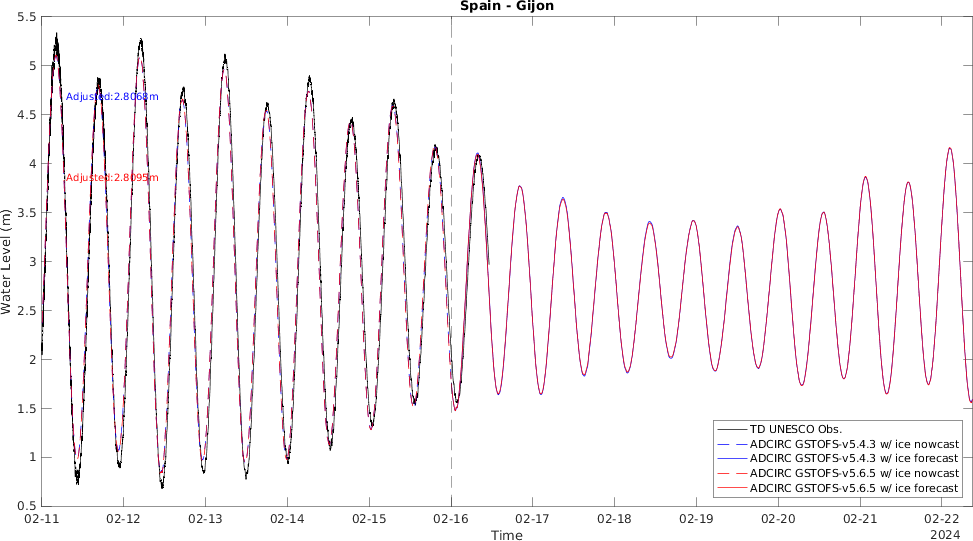 Spain - Gijon
5.5
5
4.5
4
3.5
3
2.5
2
1.5
1
0.5
Water Level (m)
Adjusted:2.8068m
Adjusted:2.8095m
TD UNESCO Obs.
ADCIRC GSTOFS-v5.4.3 w/ ice nowcast
ADCIRC GSTOFS-v5.4.3 w/ ice forecast
ADCIRC GSTOFS-v5.6.5 w/ ice nowcast
ADCIRC GSTOFS-v5.6.5 w/ ice forecast
02-11 02-12 02-13 02-14 02-15 02-16 02-17 02-18 02-19 02-20 02-21 02-22
Time
2024